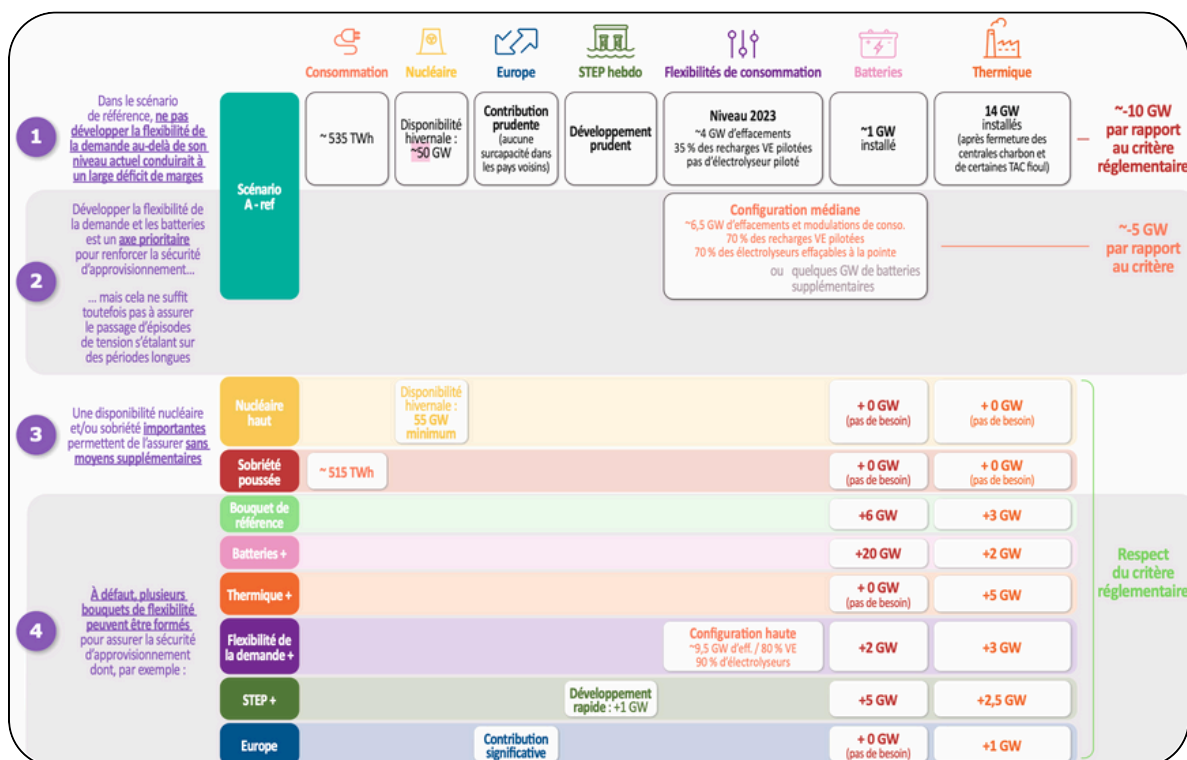 Consommation
Nucléaire
Europe
STEP hebdo
Flexibilités de consommation
Batteries
Thermique
1
Dans le scénario
de référence, ne pas
développer la flexibilité de
la demande au-delà de son
niveau actuel conduirait à
un large déficit de marges
Scénario
A - ref
~ 535 TWh
Disponibilité
hivernale :
~50 GW
Contribution
prudente
(aucune
surcapacité dans
les pays voisins)
Développement
prudent
Niveau 2023
~4 GW d'effacements
35 % des recharges VE pilotées
pas d'électrolyseur piloté
~1 GW
installé
14 GW
installés
(après fermeture des
centrales charbon et
de certaines TAC fioul)
~-10 GW
par rapport
au critère
réglementaire
2
Développer la flexibilité de
la demande et les batteries
est un axe prioritaire
pour renforcer la sécurité
d'approvisionnement...
... mais cela ne suffit
toutefois pas à assurer
le passage d'épisodes
de tension s'étalant sur
des périodes longues
Configuration médiane
~6,5 GW d'effacements et modulations de conso.
70 % des recharges VE pilotées
70 % des électrolyseurs effaçables à la pointe
ou quelques GW de batteries
supplémentaires
~-5 GW
par rapport
au critère
3
Une disponibilité nucléaire
et/ou sobriété importantes
permettent de l'assurer sans
moyens supplémentaires
Nucléaire
haut
Disponibilité
hivernale :
55 GW
minimum
+ 0 GW
(pas de besoin)
+ 0 GW
(pas de besoin)
Sobriété
poussée
~ 515 TWh
+ 0 GW
(pas de besoin)
+ 0 GW
(pas de besoin)
4
À défaut, plusieurs
bouquets de flexibilité
peuvent être formés
pour assurer la sécurité
d'approvisionnement
dont, par exemple :
Bouquet de
référence
+6 GW
+3 GW
Batteries +
+20 GW
+2 GW
Thermique +
+ 0 GW
(pas de besoin)
+5 GW
Flexibilité de
la demande +
Configuration haute
~9,5 GW d'eff. / 80 % VE
90 % d'électrolyseurs
+2 GW
+3 GW
STEP +
Développement
rapide : +1 GW
+5 GW
+2,5 GW
Europe
Contribution
significative
+ 0 GW
(pas de besoin)
+1 GW
Respect
du critère
réglementaire